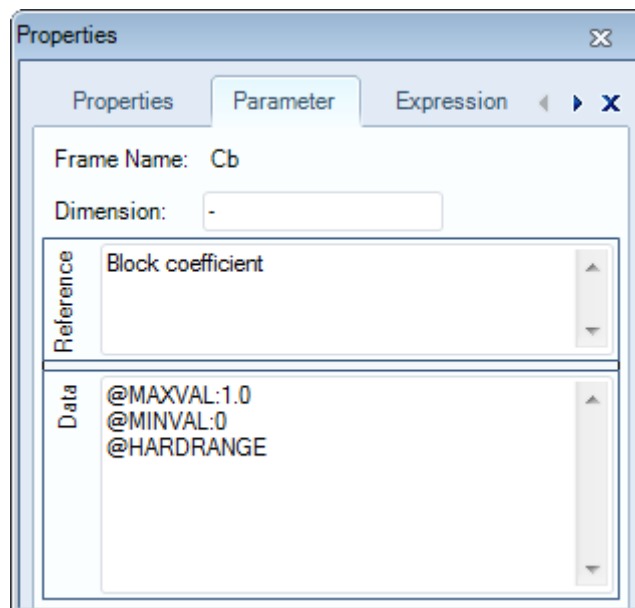 Properties
Properties Parameter Expression
Frame Name: Cb
Dimension: -
Reference
Block coefficient
Data
@MAXVAL:1.0
@MINVAL:0
@HARDRANGE